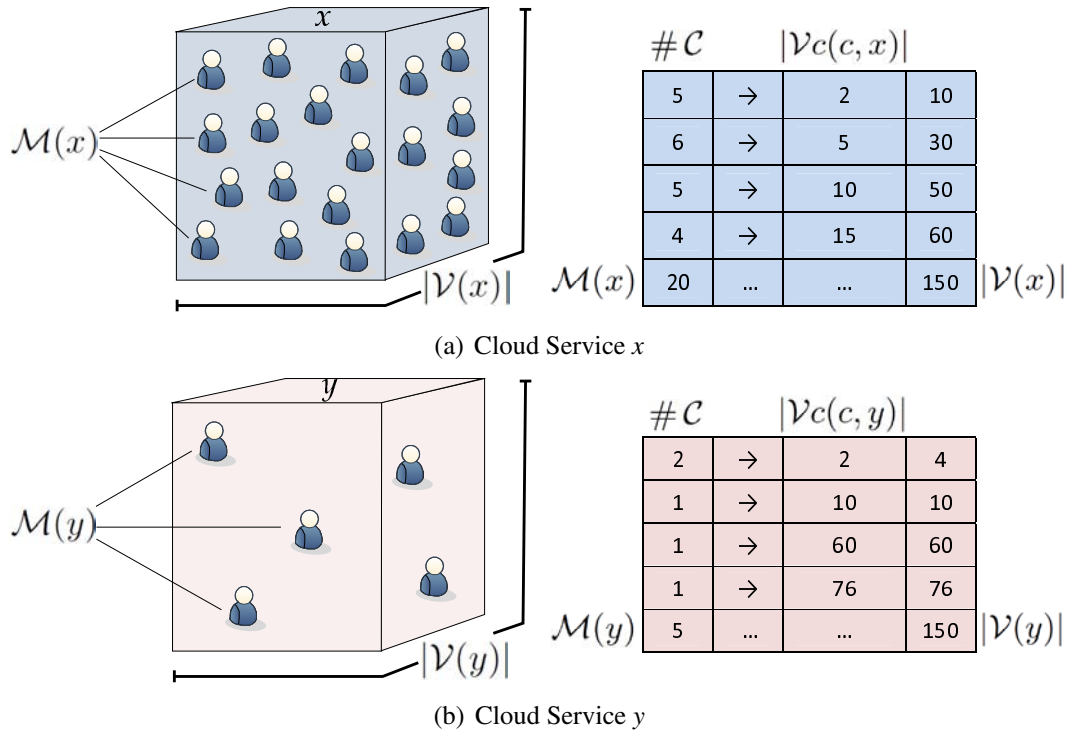 x
M(x)
|V(x)|
#C |Vc(c, x)|
5 → 2 10
6 → 5 30
5 → 10 50
4 → 15 60
M(x) 20 ... ... 150 |V(x)|
(a) Cloud Service x
y
M(y)
|V(y)|
#C |Vc(c, y)|
2 → 2 4
1 → 10 10
1 → 60 60
1 → 76 76
M(y) 5 ... ... 150 |V(y)|
(b) Cloud Service y